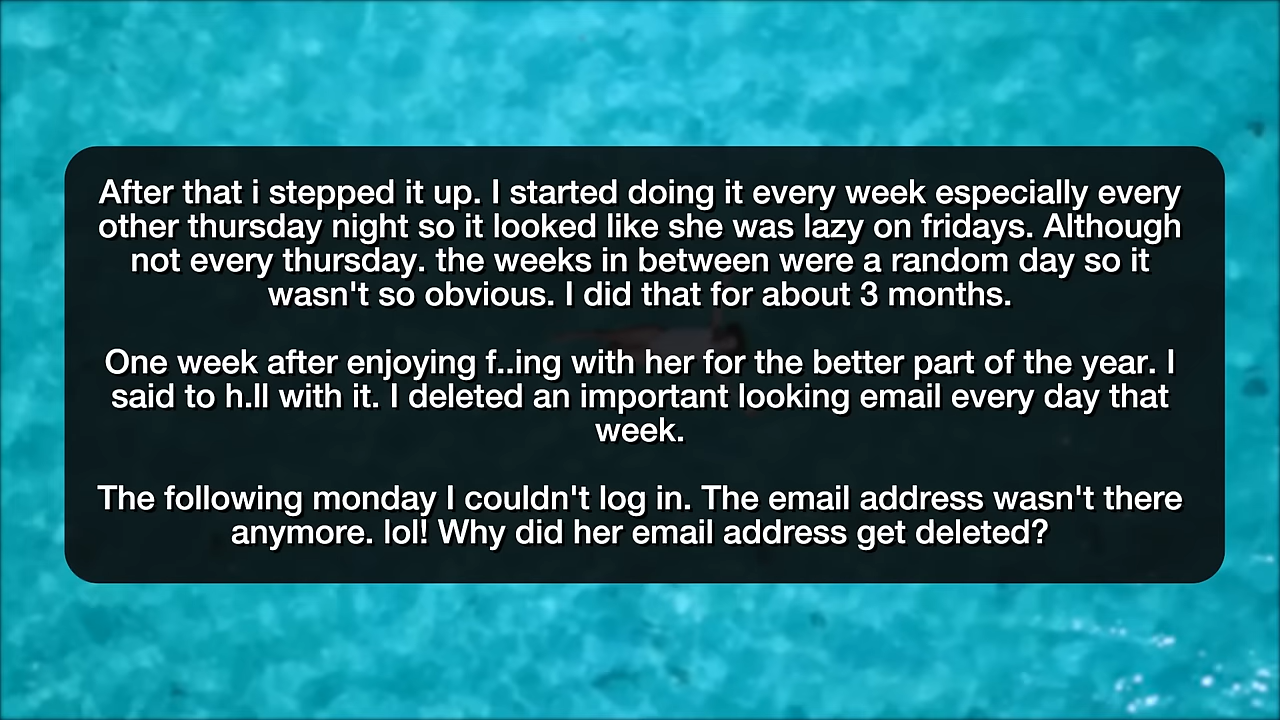 After that i stepped it up. I started doing it every week especially every
other thursday night so it looked like she was lazy on fridays. Although
not every thursday. the weeks in between were a random day so it
wasn't so obvious. I did that for about 3 months.
One week after enjoying f..ing with her for the better part of the year. I
said to h.ll with it. I deleted an important looking email every day that
week.
The following monday I couldn't log in. The email address wasn't there
anymore. lol! Why did her email address get deleted?